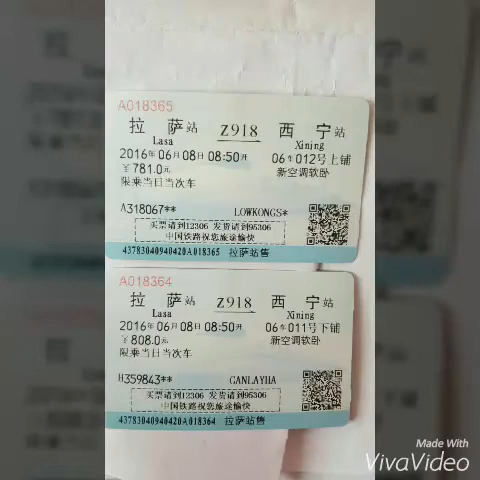 A018365
拉萨站 Z918 西宁站
Lasa Xining
2016年06月08日08:50开 06车012号上铺
￥781.0元 新空调软卧
限乘当日当次车
A318067** LOWKONGS*
买票请到12306 发货请到95306
中国铁路祝您旅途愉快
43783040940420A018365 拉萨站售
A018364
拉萨站 Z918 西宁站
Lasa Xining
2016年06月08日08:50开 06车011号下铺
￥808.0元 新空调软卧
限乘当日当次车
H359843** GANLAYHA
买票请到12306 发货请到95306
中国铁路祝您旅途愉快
43783040940420A018364 拉萨站售
Made With
VivaVideo